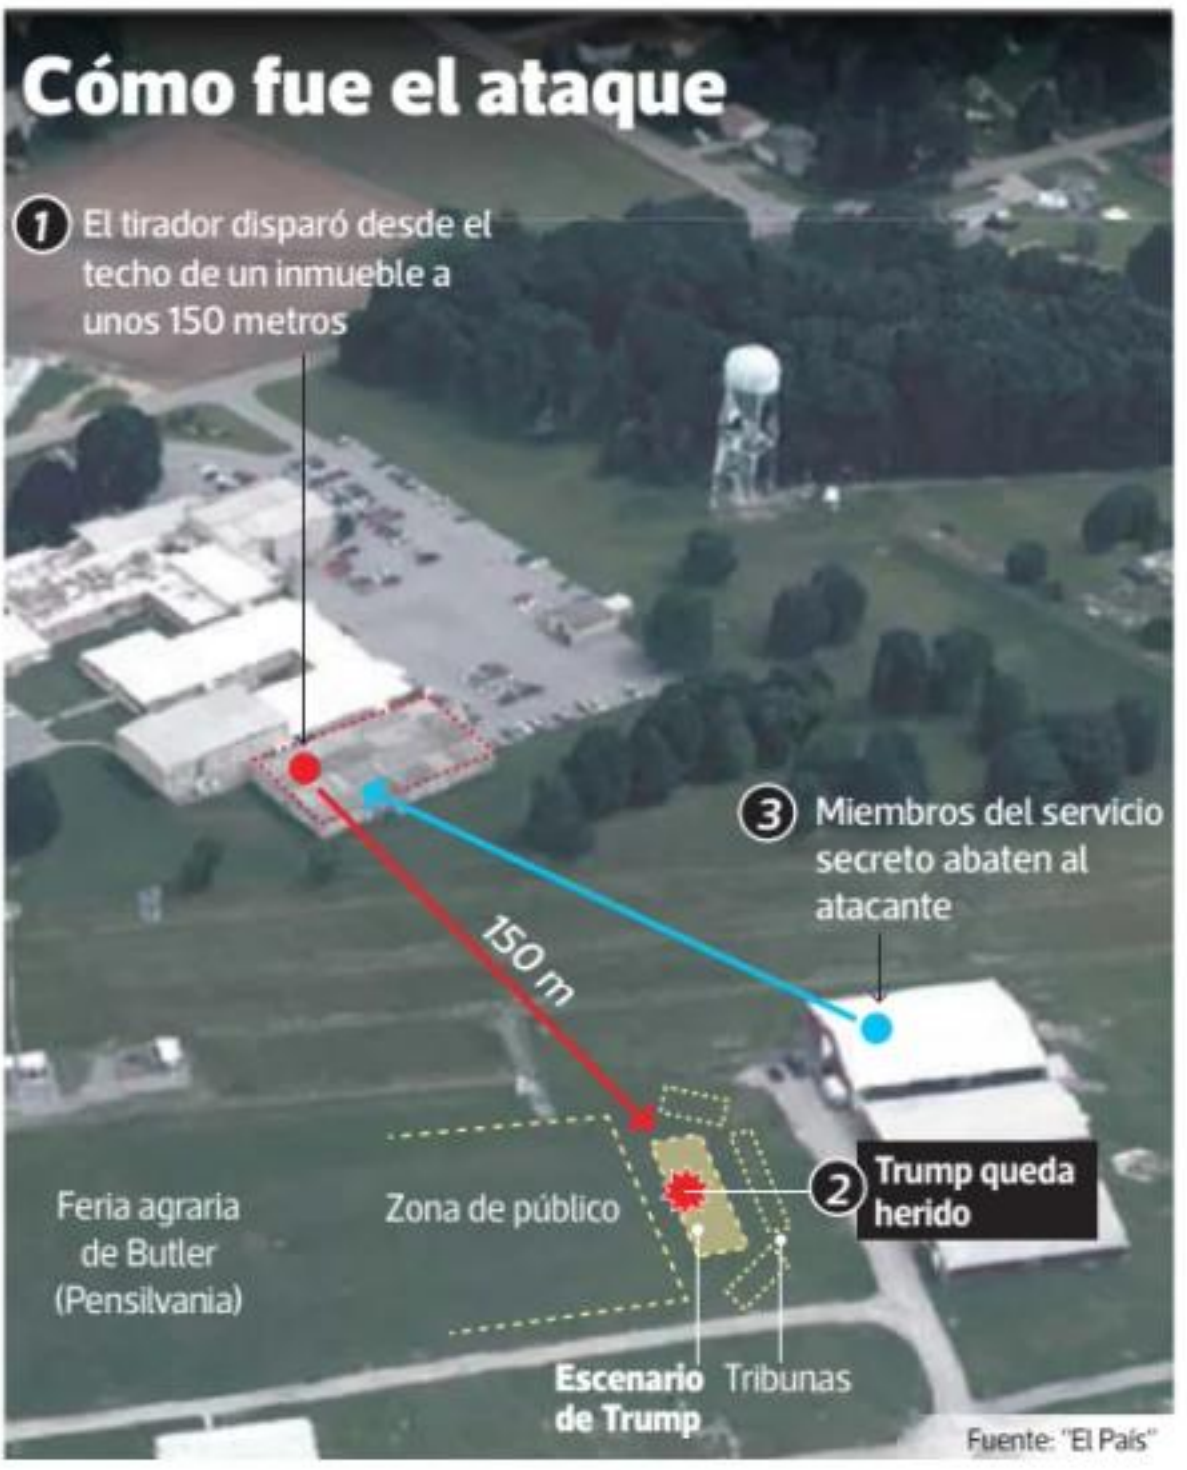 Cómo fue el ataque
1 El tirador disparó desde el
techo de un inmueble a
unos 150 metros
3 Miembros del servicio
secreto abaten al
atacante
150 m
2 Trump queda
herido
Feria agraria
de Butler
(Pensilvania)
Zona de público
Escenario
de Trump
Tribunas
Fuente: "El País"